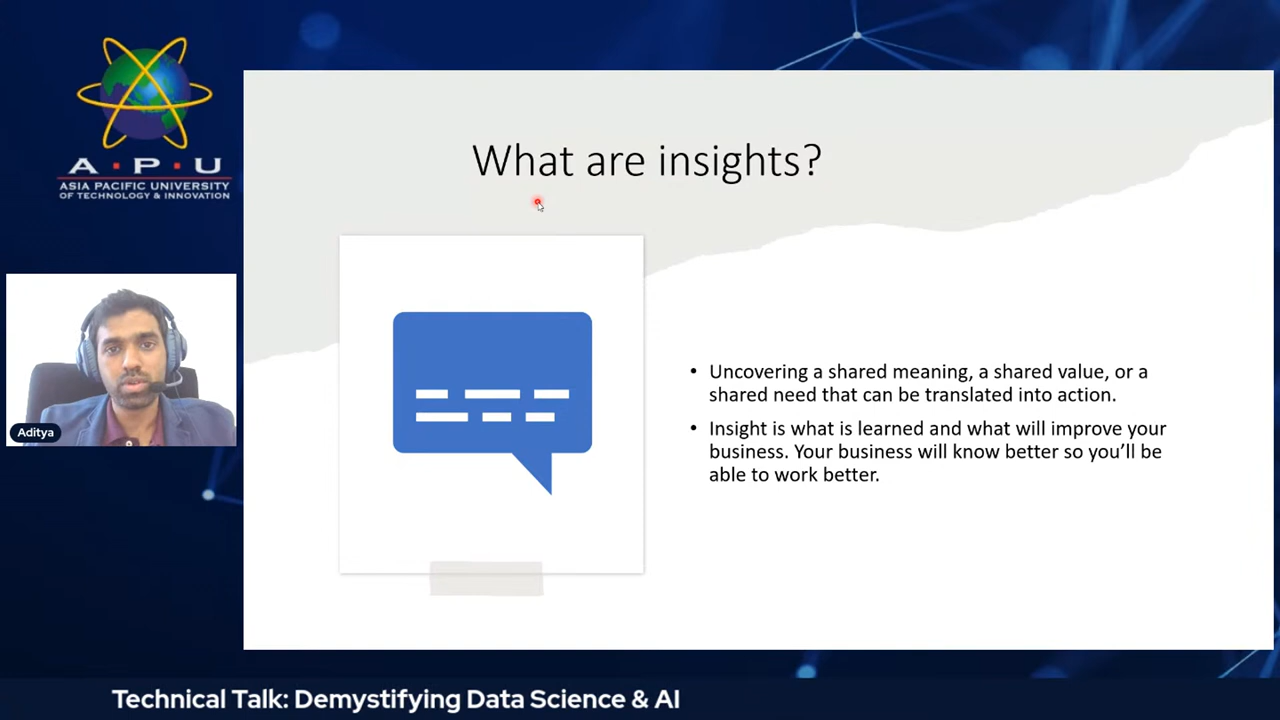 A · P · U
ASIA PACIFIC UNIVERSITY
OF TECHNOLOGY & INNOVATION
What are insights?
Aditya
• Uncovering a shared meaning, a shared value, or a
shared need that can be translated into action.
• Insight is what is learned and what will improve your
business. Your business will know better so you’ll be
able to work better.
Technical Talk: Demystifying Data Science & AI